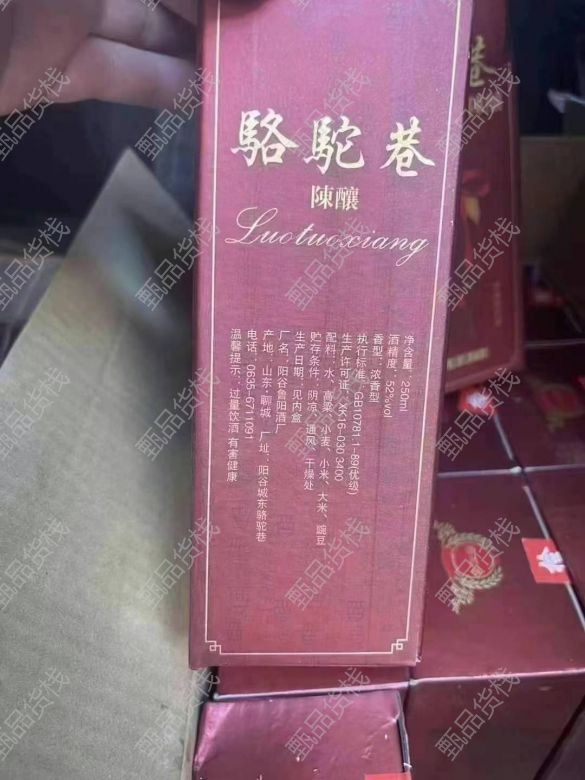 駱駝巷
陳釀
Luotuoxiang
净含量：250ml
酒精度：52%vol
香型：浓香型
执行标准：GB10781.1-89(优级)
生产许可证：XK16-030 3400
配料：水、高粱、小麦、小米、大米、豌豆
贮存条件：阴凉、通风、干燥处
生产日期：见内盒
厂名：阳谷鲁阳酒厂
产地：山东·聊城 厂址：阳谷城东骆驼巷
电话：0635-6711091
温馨提示：过量饮酒 有害健康
巷
甄品货栈